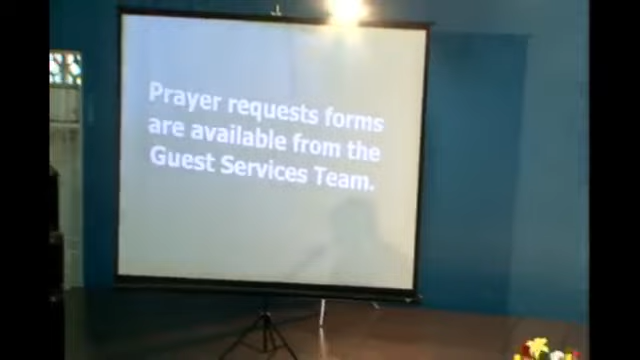 Prayer requests forms
are available from the
Guest Services Team.